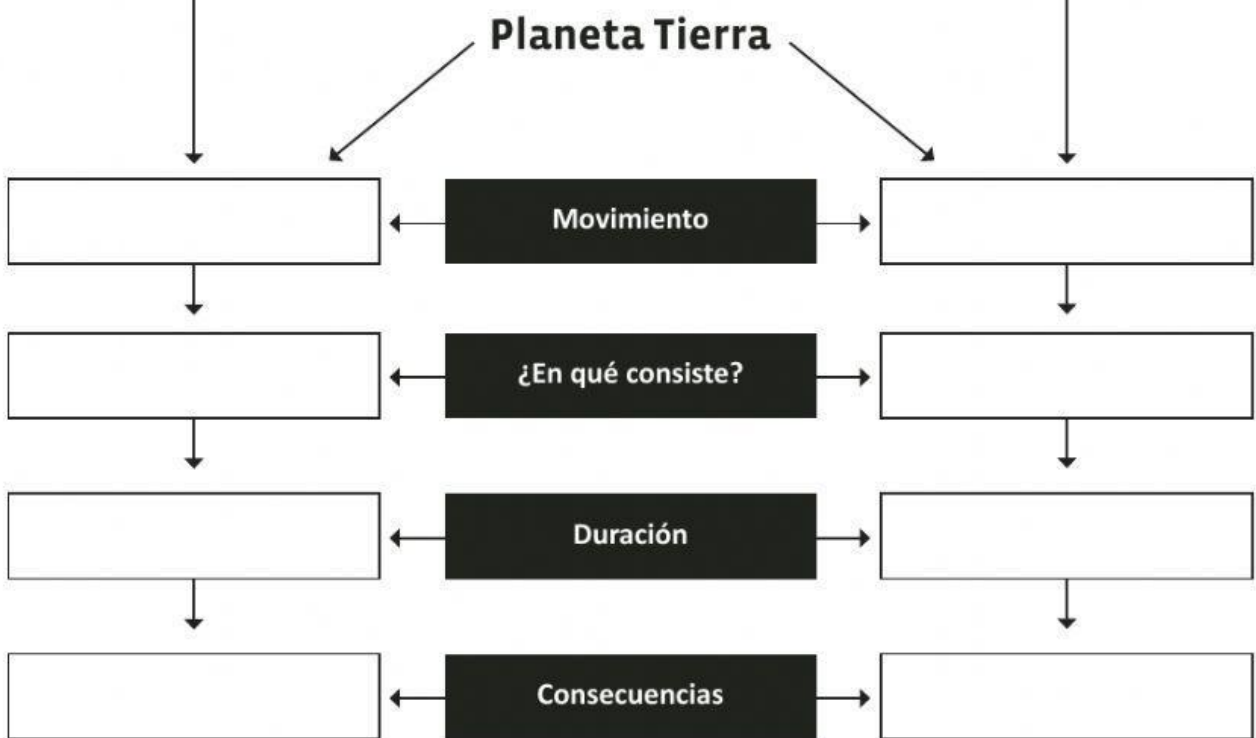 Planeta Tierra
Movimiento
¿En qué consiste?
Duración
Consecuencias